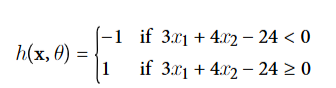 h(x, θ) = {−1 if 3x₁ + 4x₂ − 24 < 0
1 if 3x₁ + 4x₂ − 24 ≥ 0